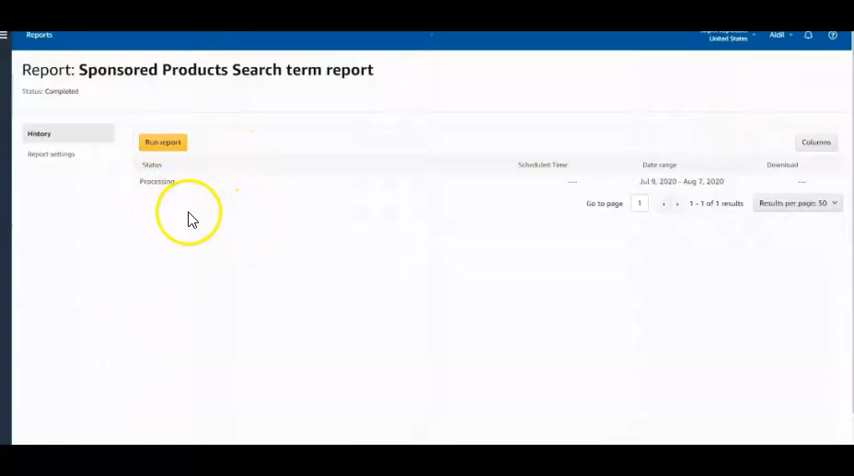 Reports
United States
Aidil
Report: Sponsored Products Search term report
Status: Completed
History
Report settings
Run report
Columns
Status
Scheduled Time
Date range
Download
Processing
---
Jul 9, 2020 - Aug 7, 2020
---
Go to page
1
1 - 1 of 1 results
Results per page: 50